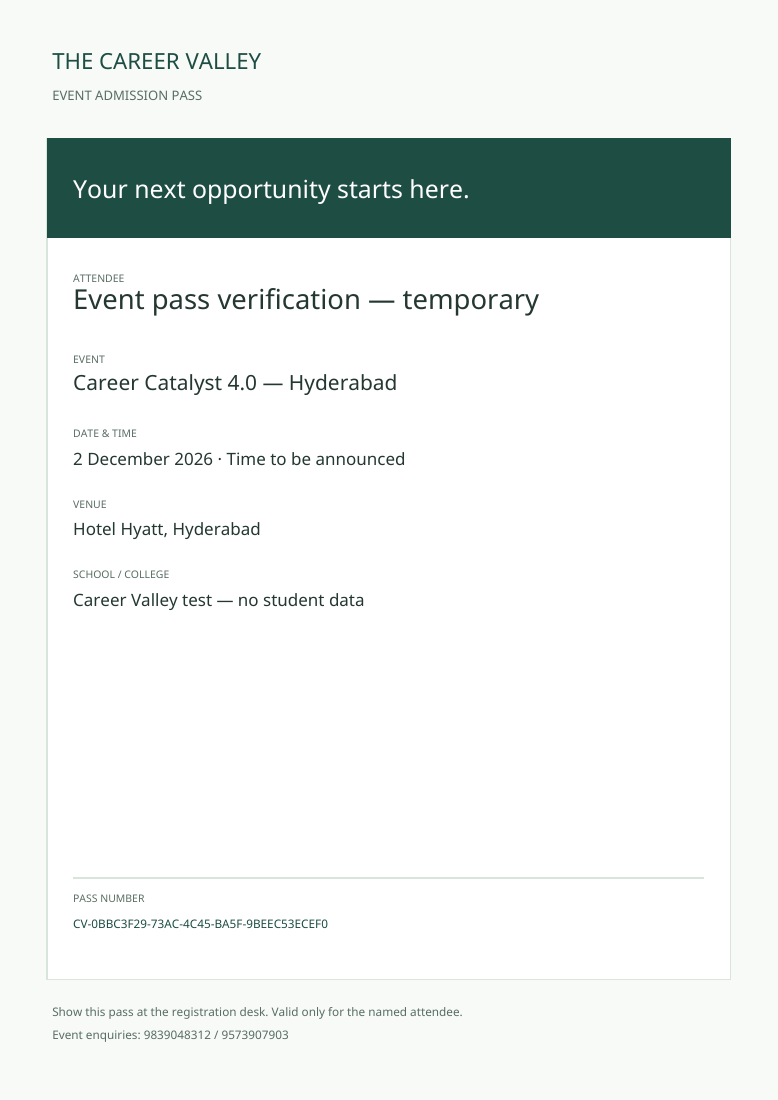 THE CAREER VALLEY
EVENT ADMISSION PASS
Your next opportunity starts here.
ATTENDEE
Event pass verification — temporary
EVENT
Career Catalyst 4.0 — Hyderabad
DATE & TIME
2 December 2026 · Time to be announced
VENUE
Hotel Hyatt, Hyderabad
SCHOOL / COLLEGE
Career Valley test — no student data
PASS NUMBER
CV-0BBC3F29-73AC-4C45-BA5F-9BEEC53ECEF0
Show this pass at the registration desk. Valid only for the named attendee.
Event enquiries: 9839048312 / 9573907903